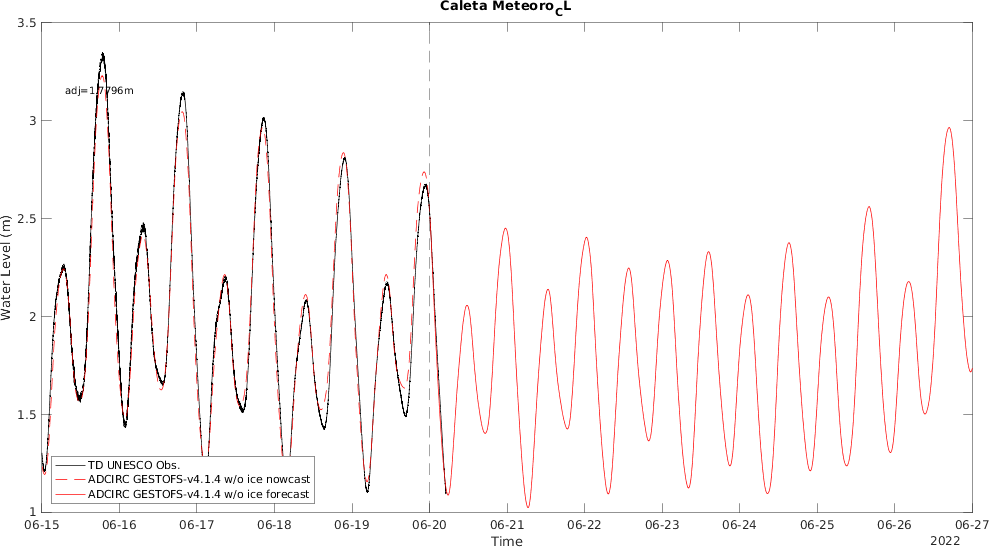 Caleta Meteoro_CL
3.5
adj=1.7796m
3
2.5
Water Level (m)
2
1.5
TD UNESCO Obs.
ADCIRC GESTOFS-v4.1.4 w/o ice nowcast
ADCIRC GESTOFS-v4.1.4 w/o ice forecast
1
06-15 06-16 06-17 06-18 06-19 06-20 06-21 06-22 06-23 06-24 06-25 06-26 06-27
Time
2022